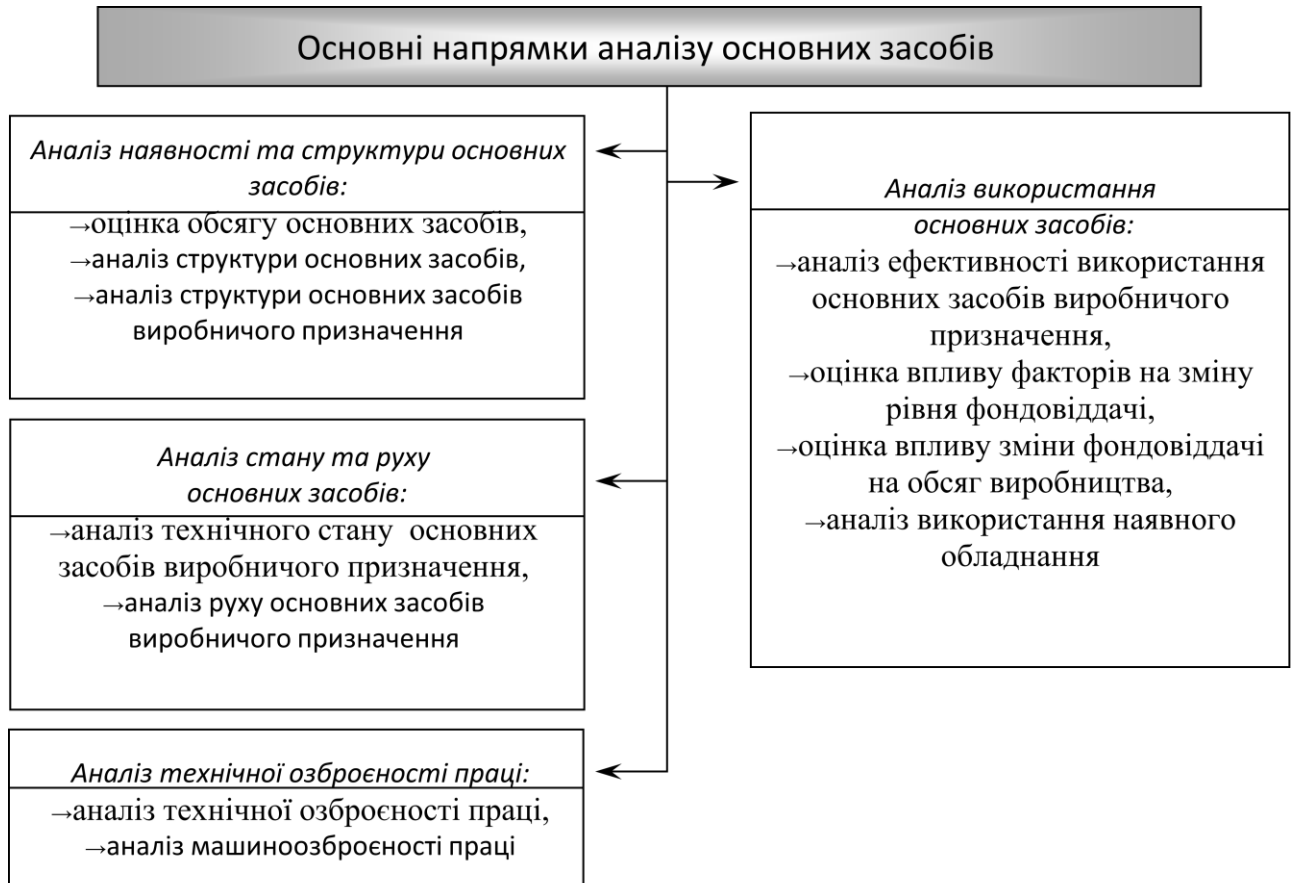 Основні напрямки аналізу основних засобів
Аналіз наявності та структури основних
засобів:
→оцінка обсягу основних засобів,
→аналіз структури основних засобів,
→аналіз структури основних засобів
виробничого призначення
Аналіз стану та руху
основних засобів:
→аналіз технічного стану основних
засобів виробничого призначення,
→аналіз руху основних засобів
виробничого призначення
Аналіз технічної озброєності праці:
→аналіз технічної озброєності праці,
→аналіз машиноозброєності праці
Аналіз використання
основних засобів:
→аналіз ефективності використання
основних засобів виробничого
призначення,
→оцінка впливу факторів на зміну
рівня фондовіддачі,
→оцінка впливу зміни фондовіддачі
на обсяг виробництва,
→аналіз використання наявного
обладнання